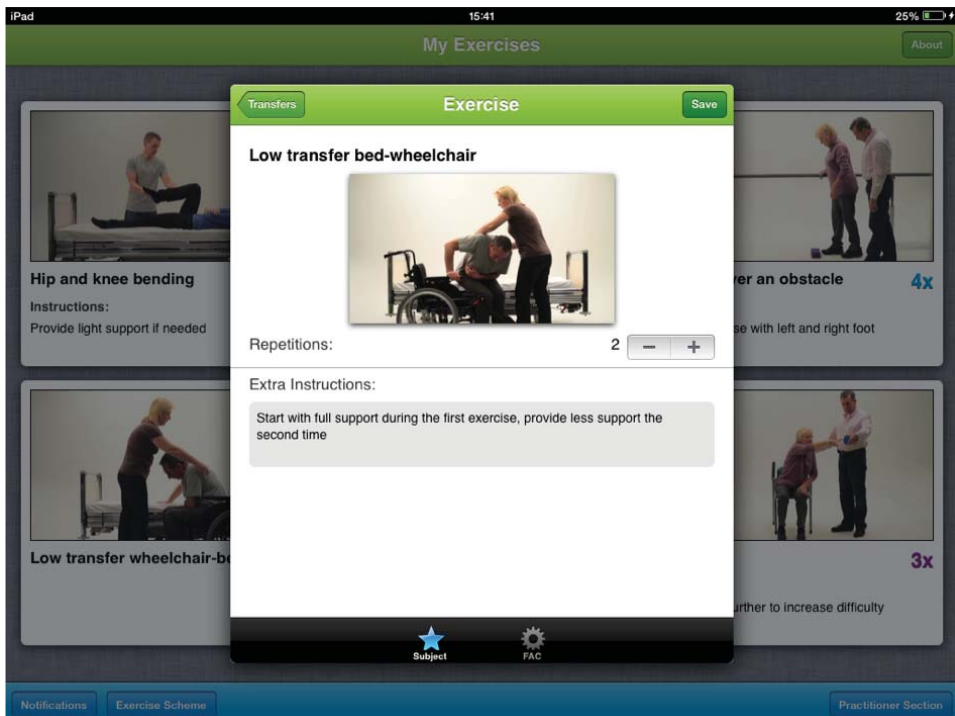 iPad
15:41
25%
My Exercises
About
Transfers
Exercise
Save
Low transfer bed-wheelchair
Repetitions:
2
Extra Instructions:
Start with full support during the first exercise, provide less support the
second time
Subject
FAC
Hip and knee bending
Instructions:
Provide light support if needed
er an obstacle
4x
se with left and right foot
Low transfer wheelchair-b
3x
urther to increase difficulty
Notifications
Exercise Scheme
Practitioner Section